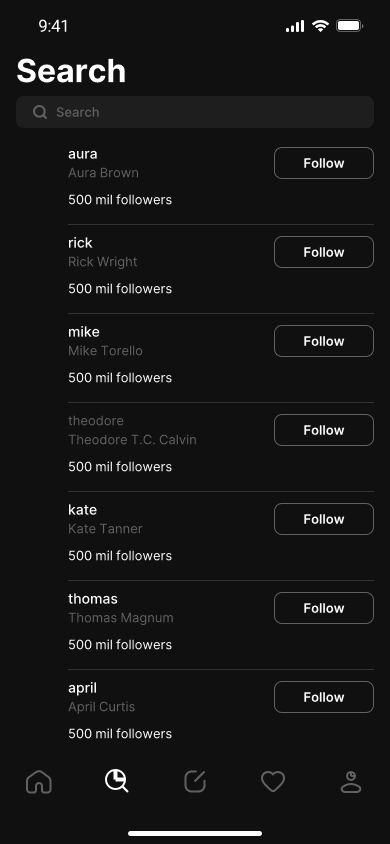 9:41
Search
Search
aura
Aura Brown
Follow
500 mil followers
rick
Rick Wright
Follow
500 mil followers
mike
Mike Torello
Follow
500 mil followers
theodore
Theodore T.C. Calvin
Follow
500 mil followers
kate
Kate Tanner
Follow
500 mil followers
thomas
Thomas Magnum
Follow
500 mil followers
april
April Curtis
Follow
500 mil followers